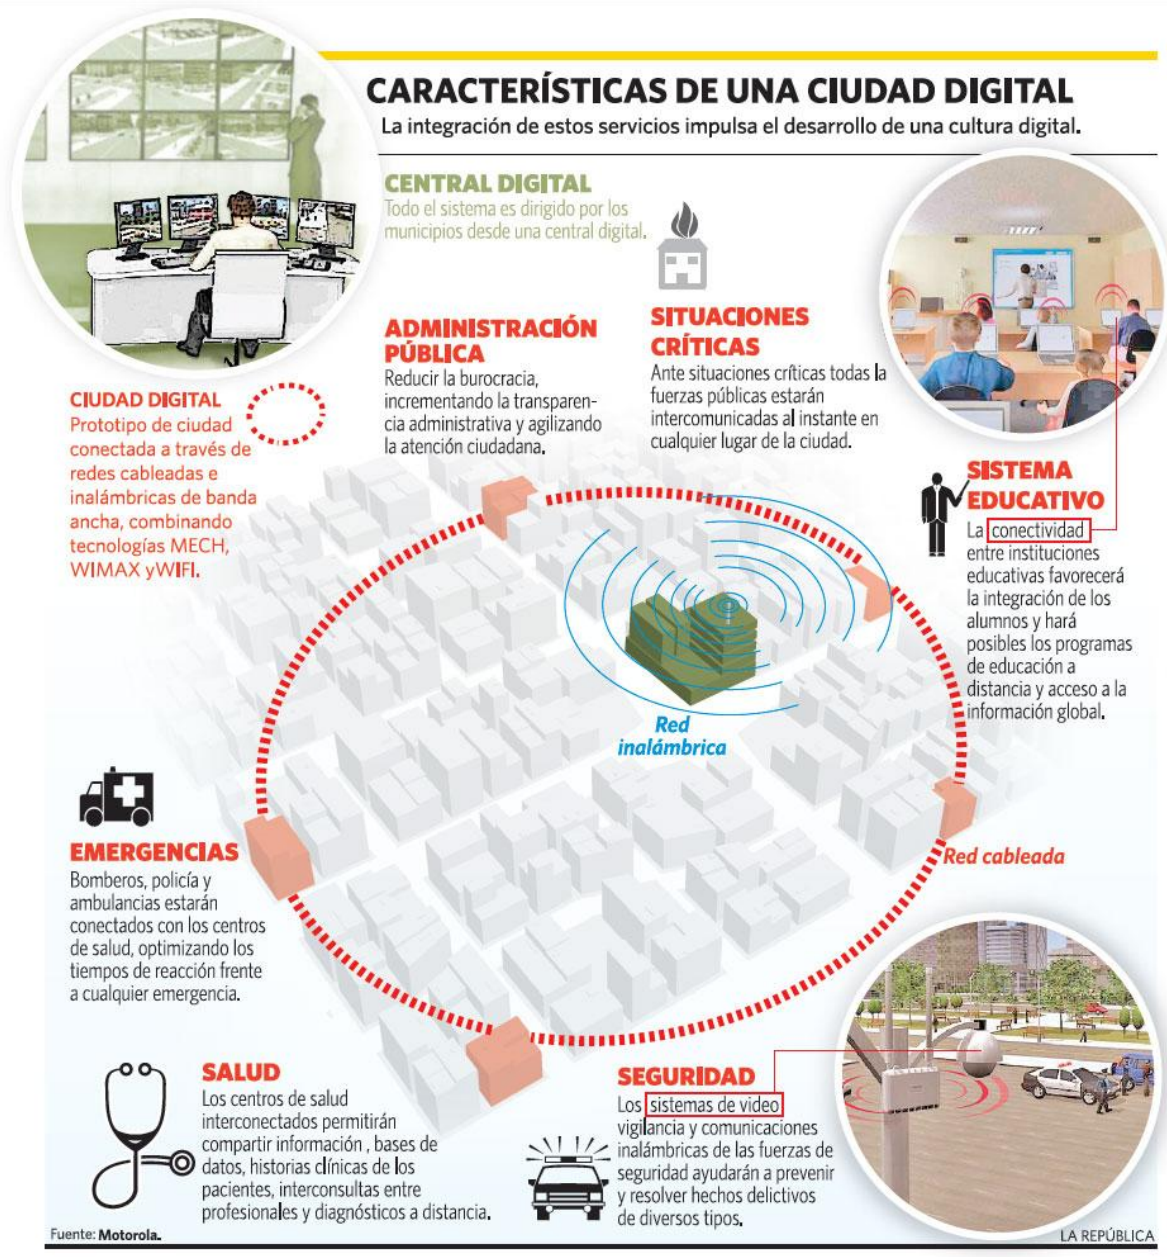 CARACTERÍSTICAS DE UNA CIUDAD DIGITAL
La integración de estos servicios impulsa el desarrollo de una cultura digital.
CENTRAL DIGITAL
Todo el sistema es dirigido por los
municipios desde una central digital.
ADMINISTRACIÓN
PÚBLICA
Reducir la burocracia,
incrementando la transparen-
cia administrativa y agilizando
la atención ciudadana.
SITUACIONES
CRÍTICAS
Ante situaciones críticas todas la
fuerzas públicas estarán
intercomunicadas al instante en
cualquier lugar de la ciudad.
CIUDAD DIGITAL
Prototipo de ciudad
conectada a través de
redes cableadas e
inalámbricas de banda
ancha, combinando
tecnologías MECH,
WIMAX yWIFI.
SISTEMA
EDUCATIVO
La conectividad
entre instituciones
educativas favorecerá
la integración de los
alumnos y hará
posibles los programas
de educación a
distancia y acceso a la
información global.
Red
inalámbrica
Red cableada
EMERGENCIAS
Bomberos, policía y
ambulancias estarán
conectados con los centros
de salud, optimizando los
tiempos de reacción frente
a cualquier emergencia.
SALUD
Los centros de salud
interconectados permitirán
compartir información , bases de
datos, historias clínicas de los
pacientes, interconsultas entre
profesionales y diagnósticos a distancia.
SEGURIDAD
Los sistemas de video
vigilancia y comunicaciones
inalámbricas de las fuerzas de
seguridad ayudarán a prevenir
y resolver hechos delictivos
de diversos tipos.
Fuente: Motorola.
LA REPÚBLICA